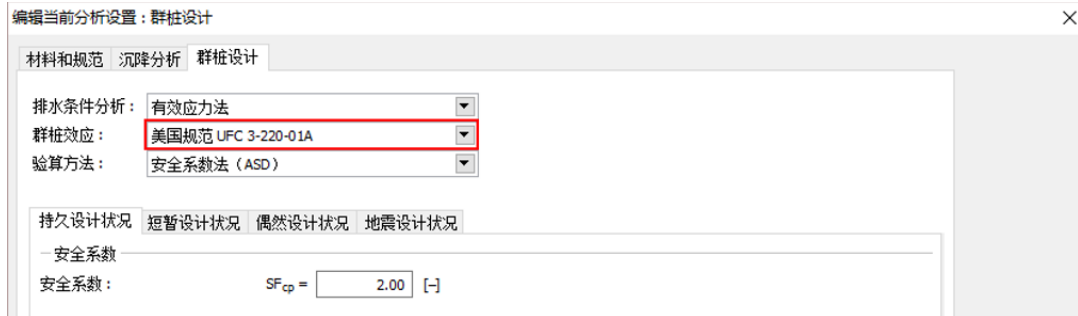 编辑当前分析设置：群桩设计
材料和规范 沉降分析 群桩设计
排水条件分析： 有效应力法
群桩效应： 美国规范 UFC 3-220-01A
验算方法： 安全系数法（ASD）
持久设计状况 短暂设计状况 偶然设计状况 地震设计状况
安全系数
安全系数： SFcp = 2.00 [–]